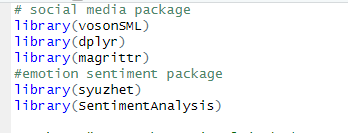 # social media package
library(vosonSML)
library(dplyr)
library(magrittr)
#emotion sentiment package
library(syuzhet)
library(SentimentAnalysis)